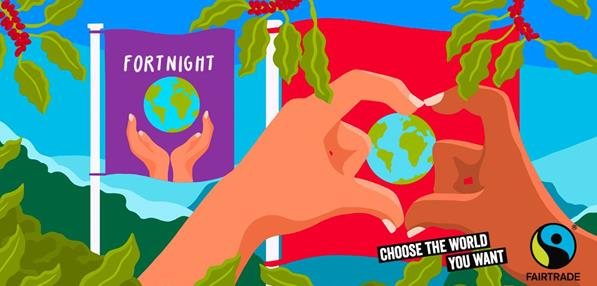 FORTNIGHT
CHOOSE THE WORLD
YOU WANT
FAIRTRADE